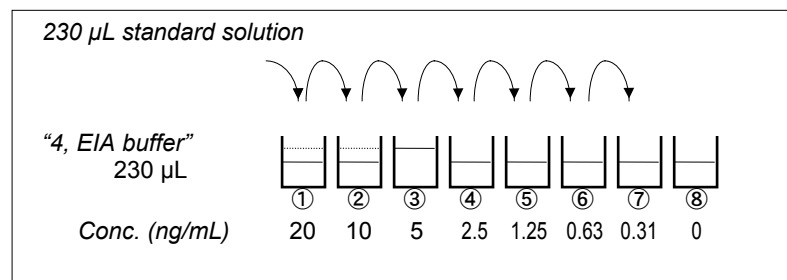 230 µL standard solution
“4, EIA buffer”
230 µL
① ② ③ ④ ⑤ ⑥ ⑦ ⑧
Conc. (ng/mL) 20 10 5 2.5 1.25 0.63 0.31 0